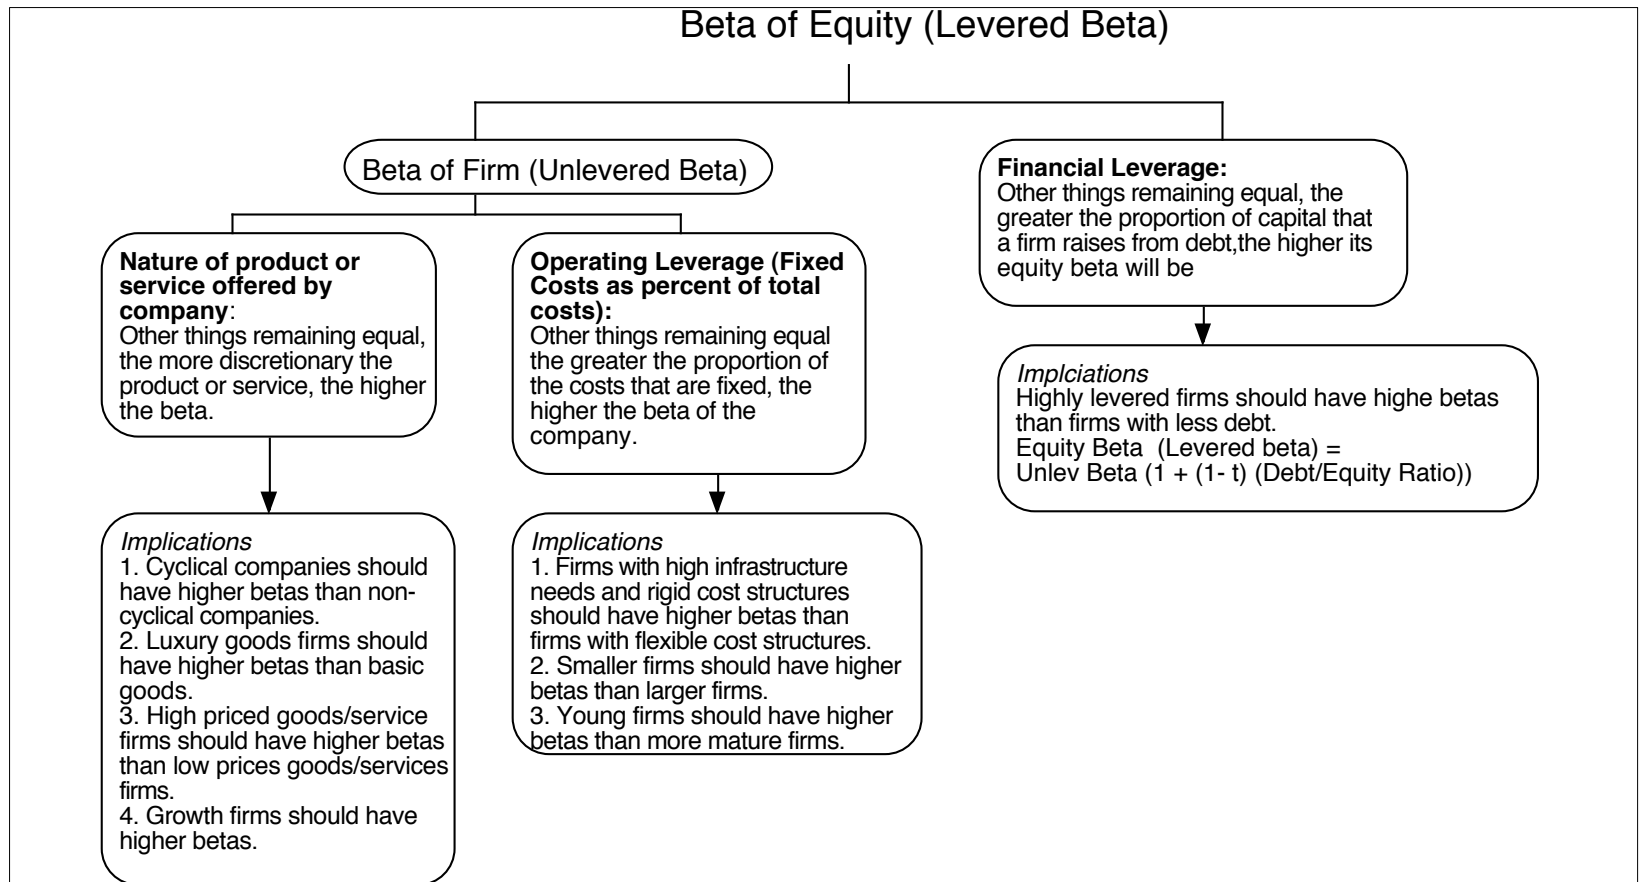 Beta of Equity (Levered Beta)
Beta of Firm (Unlevered Beta)
Nature of product or
service offered by
company:
Other things remaining equal,
the more discretionary the
product or service, the higher
the beta.
Operating Leverage (Fixed
Costs as percent of total
costs):
Other things remaining equal
the greater the proportion of
the costs that are fixed, the
higher the beta of the
company.
Financial Leverage:
Other things remaining equal, the
greater the proportion of capital that
a firm raises from debt,the higher its
equity beta will be
Implications
1. Cyclical companies should
have higher betas than non-
cyclical companies.
2. Luxury goods firms should
have higher betas than basic
goods.
3. High priced goods/service
firms should have higher betas
than low prices goods/services
firms.
4. Growth firms should have
higher betas.
Implications
1. Firms with high infrastructure
needs and rigid cost structures
should have higher betas than
firms with flexible cost structures.
2. Smaller firms should have higher
betas than larger firms.
3. Young firms should have higher
betas than more mature firms.
Implciations
Highly levered firms should have highe betas
than firms with less debt.
Equity Beta  (Levered beta) =
Unlev Beta (1 + (1- t) (Debt/Equity Ratio))